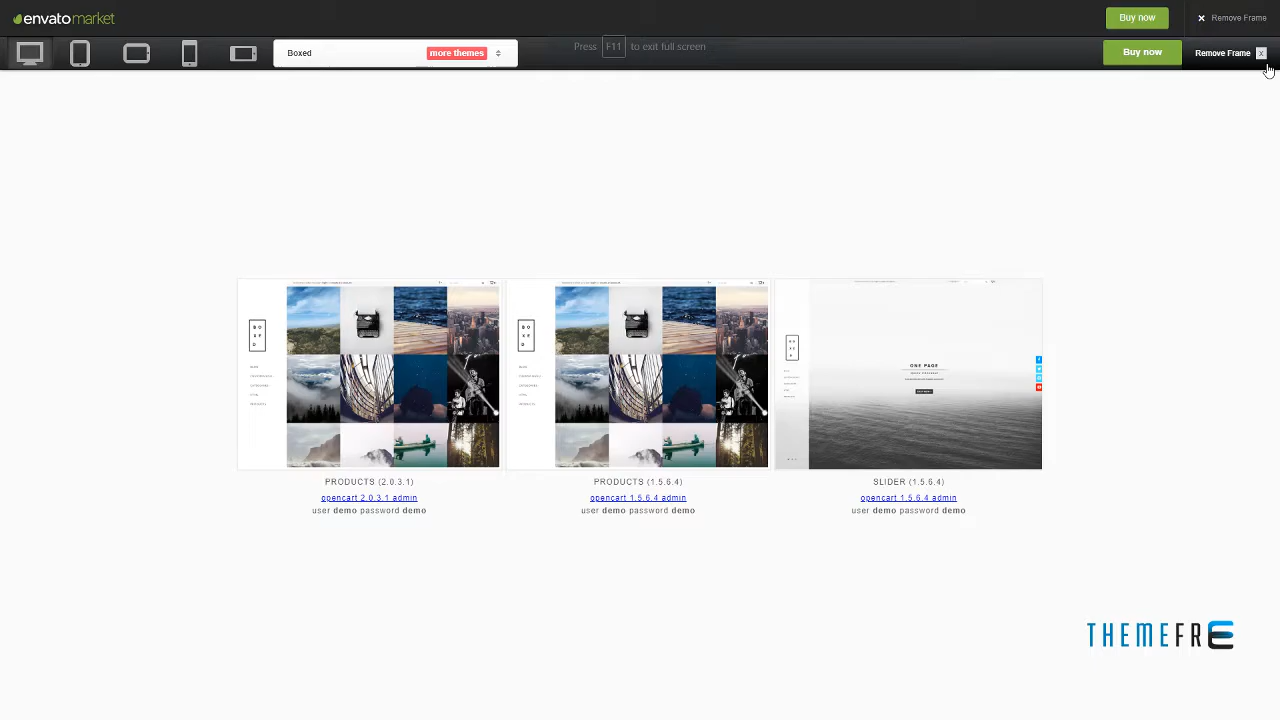 envatomarket
Buy now
× Remove Frame
Boxed
more themes
Press F11 to exit full screen
Buy now
Remove Frame X
ONE PAGE
PRODUCTS (2.0.3.1)
opencart 2.0.3.1 admin
user demo password demo
PRODUCTS (1.5.6.4)
opencart 1.5.6.4 admin
user demo password demo
SLIDER (1.5.6.4)
opencart 1.5.6.4 admin
user demo password demo
THEMEFRE